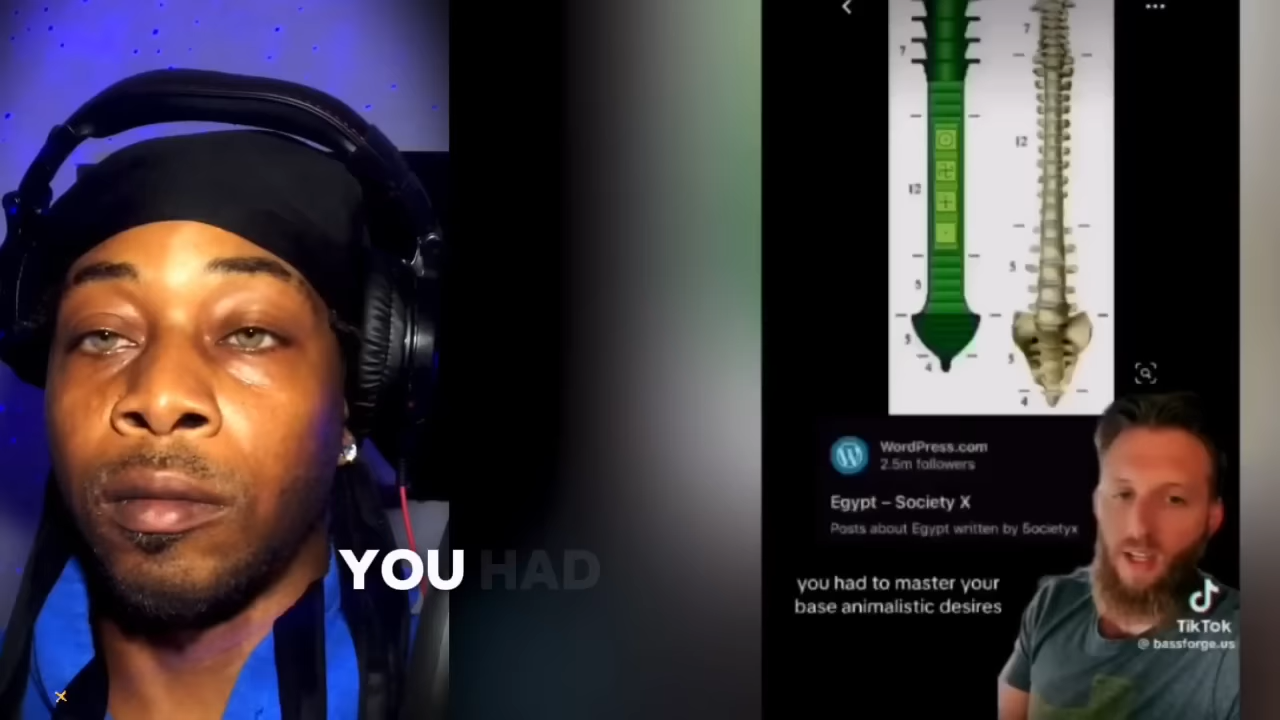 7
7
12
12
5
5
5
5
4
4
WordPress.com
2.5m followers
Egypt – Society X
Posts about Egypt written by Societyx
YOU HAD
you had to master your
base animalistic desires
TikTok
@ bassforge.us